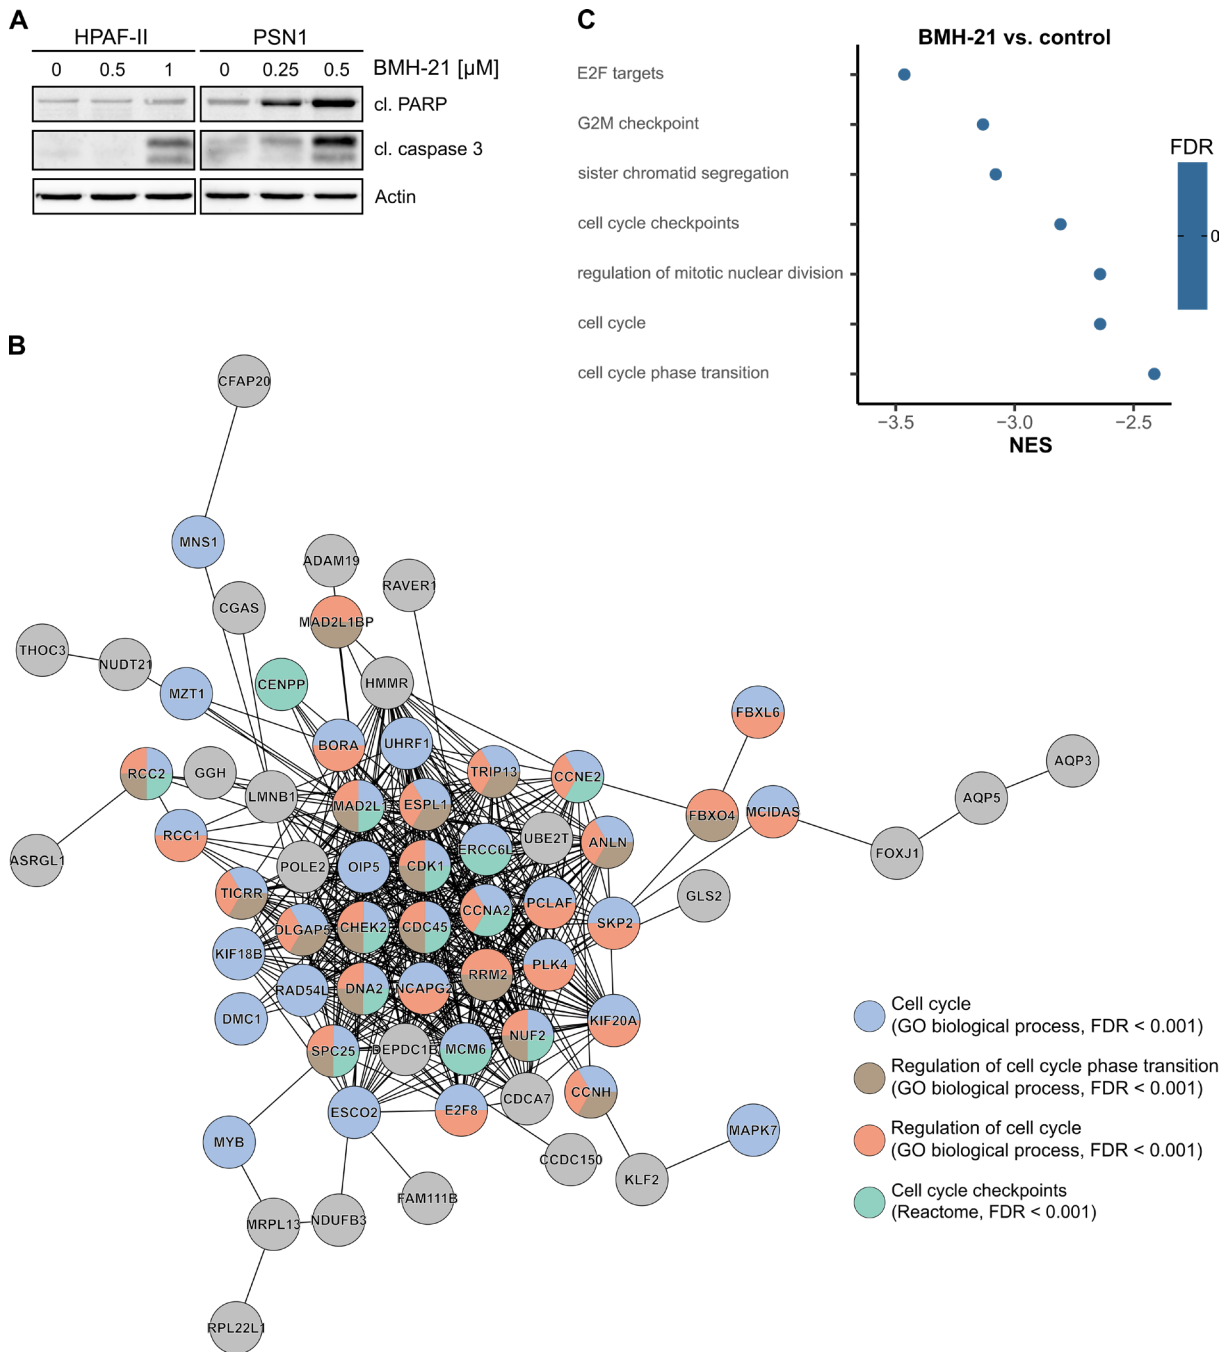 A
HPAF-II
PSN1
0
0.5
1
0
0.25
0.5
BMH-21 [µM]
cl. PARP
cl. caspase 3
Actin
C
BMH-21 vs. control
E2F targets
G2M checkpoint
sister chromatid segregation
cell cycle checkpoints
regulation of mitotic nuclear division
cell cycle
cell cycle phase transition
−3.5
−3.0
−2.5
NES
FDR
0
B
CFAP20
MNS1
ADAM19
RAVER1
CGAS
MAD2L1BP
THOC3
NUDT21
MZT1
CENPP
HMMR
FBXL6
BORA
UHRF1
RCC2
GGH
LMNB1
MAD2L1
ESPL1
TRIP13
CCNE2
AQP3
AQP5
FBXO4
MCIDAS
RCC1
ASRGL1
POLE2
OIP5
CDK1
ERCC6L
UBE2T
ANLN
FOXJ1
TICRR
DLGAP5
CHEK2
CDC45
CCNA2
PCLAF
SKP2
GLS2
KIF18B
RAD54L
DNA2
NCAPG2
RRM2
PLK4
DMC1
SPC25
DEPDC1B
MCM6
NUF2
KIF20A
ESCO2
E2F8
CDCA7
CCNH
MYB
MAPK7
CCDC150
KLF2
FAM111B
MRPL13
NDUFB3
RPL22L1
Cell cycle
(GO biological process, FDR < 0.001)
Regulation of cell cycle phase transition
(GO biological process, FDR < 0.001)
Regulation of cell cycle
(GO biological process, FDR < 0.001)
Cell cycle checkpoints
(Reactome, FDR < 0.001)